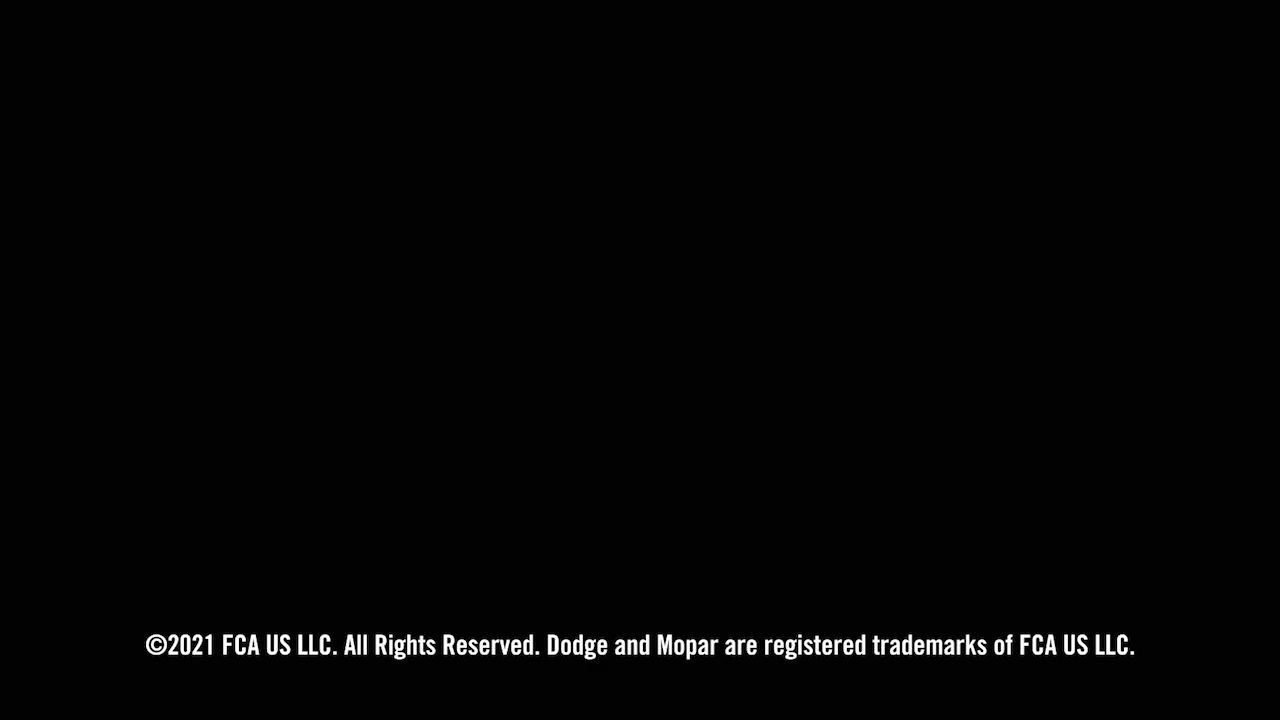 ©2021 FCA US LLC. All Rights Reserved. Dodge and Mopar are registered trademarks of FCA US LLC.